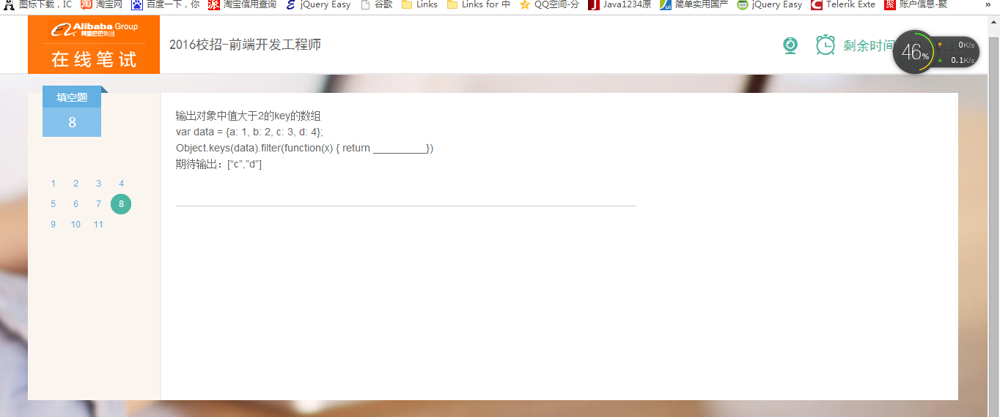 图标下载，IC 淘宝网 百度一下，你 淘宝信用查询 jQuery Easy 谷歌 Links Links for 中 QQ空间-分 Java1234原 简单实用国产 jQuery Easy Telerik Exte 聚 账户信息-聚 »
Alibaba Group
阿里巴巴集团
在线笔试
2016校招-前端开发工程师
剩余时间
46%
0K/s
0.1K/s
填空题
8
1 2 3 4
5 6 7 8
9 10 11
输出对象中值大于2的key的数组
var data = {a: 1, b: 2, c: 3, d: 4};
Object.keys(data).filter(function(x) { return _________})
期待输出：[“c”,”d”]